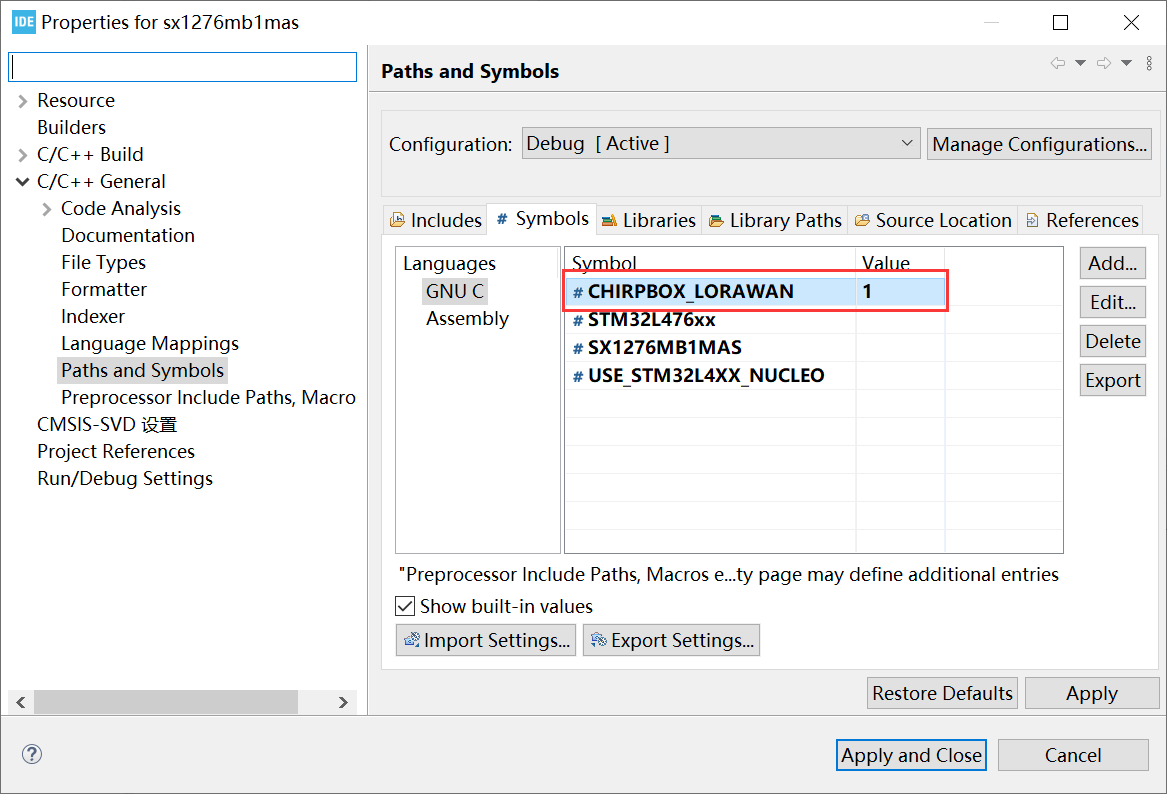 IDE Properties for sx1276mb1mas
Resource
Builders
C/C++ Build
C/C++ General
Code Analysis
Documentation
File Types
Formatter
Indexer
Language Mappings
Paths and Symbols
Preprocessor Include Paths, Macro
CMSIS-SVD 设置
Project References
Run/Debug Settings
Paths and Symbols
Configuration: Debug [ Active ] Manage Configurations...
Includes # Symbols Libraries Library Paths Source Location References
Languages
GNU C
Assembly
Symbol Value
# CHIRPBOX_LORAWAN 1
# STM32L476xx
# SX1276MB1MAS
# USE_STM32L4XX_NUCLEO
Add...
Edit...
Delete
Export
"Preprocessor Include Paths, Macros e...ty page may define additional entries
Show built-in values
Import Settings... Export Settings...
Restore Defaults Apply
? Apply and Close Cancel